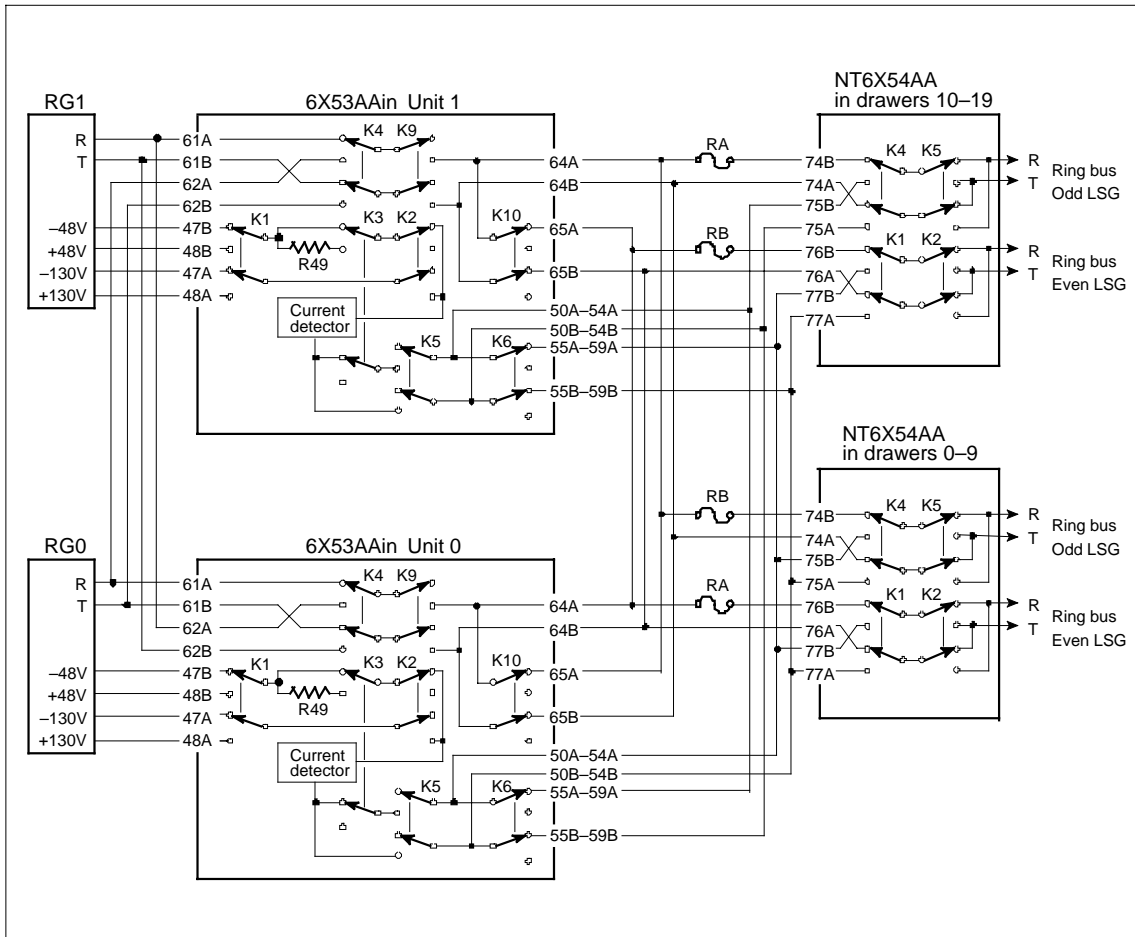 RG1
R
T
–48V
+48V
–130V
+130V
6X53AAin Unit 1
61A
61B
62A
62B
47B
48B
47A
48A
K4
K9
K1
K3
K2
K10
R49
Current
detector
K5
K6
64A
64B
65A
65B
50A–54A
50B–54B
55A–59A
55B–59B
RA
RB
NT6X54AA
in drawers 10–19
74B
74A
75B
75A
76B
76A
77B
77A
K4
K5
K1
K2
R
T
Ring bus
Odd LSG
R
T
Ring bus
Even LSG
RG0
R
T
–48V
+48V
–130V
+130V
6X53AAin Unit 0
61A
61B
62A
62B
47B
48B
47A
48A
K4
K9
K1
K3
K2
K10
R49
Current
detector
K5
K6
64A
64B
65A
65B
50A–54A
50B–54B
55A–59A
55B–59B
RB
RA
NT6X54AA
in drawers 0–9
74B
74A
75B
75A
76B
76A
77B
77A
K4
K5
K1
K2
R
T
Ring bus
Odd LSG
R
T
Ring bus
Even LSG